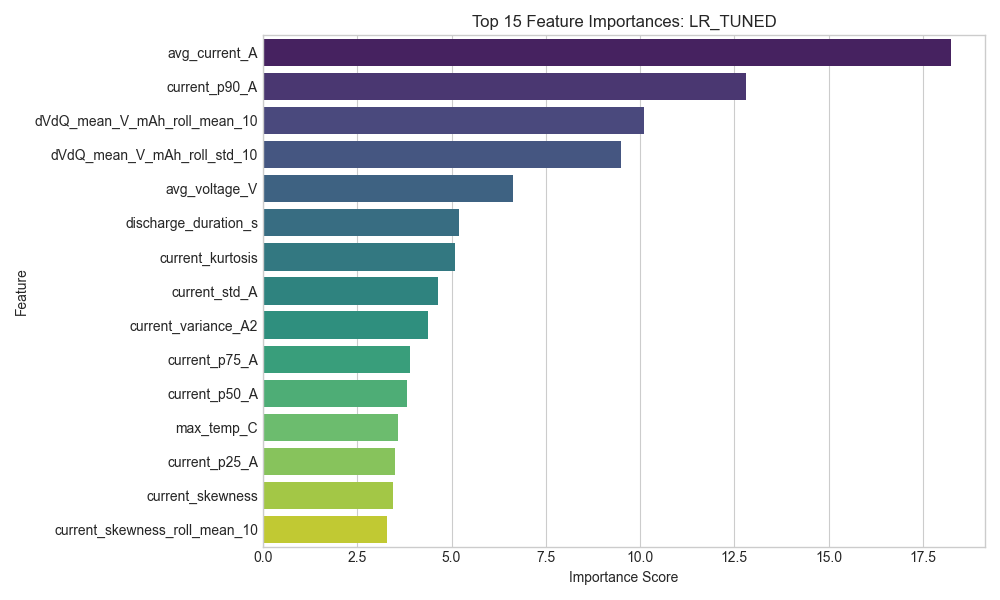 Top 15 Feature Importances: LR_TUNED
avg_current_A
current_p90_A
dVdQ_mean_V_mAh_roll_mean_10
dVdQ_mean_V_mAh_roll_std_10
avg_voltage_V
discharge_duration_s
current_kurtosis
current_std_A
current_variance_A2
current_p75_A
current_p50_A
max_temp_C
current_p25_A
current_skewness
current_skewness_roll_mean_10
Feature
0.0 2.5 5.0 7.5 10.0 12.5 15.0 17.5
Importance Score